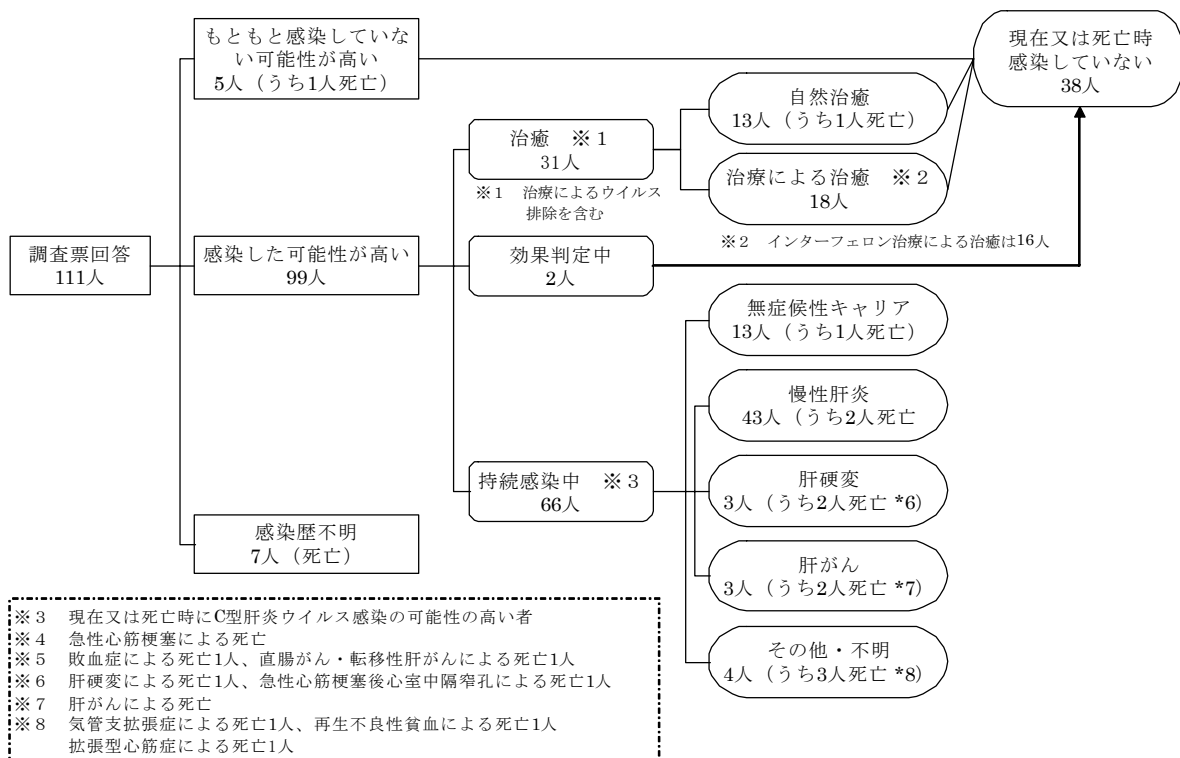 もともと感染していな
い可能性が高い
5人（うち1人死亡）
現在又は死亡時
感染していない
38人
自然治癒
13人（うち1人死亡）
治癒　※１
31人
治療による治癒　※２
18人
※１　治療によるウイルス
排除を含む
※２　インターフェロン治療による治癒は16人
調査票回答
111人
感染した可能性が高い
99人
効果判定中
2人
無症候性キャリア
13人（うち1人死亡）
慢性肝炎
43人（うち2人死亡
持続感染中　※３
66人
肝硬変
3人（うち2人死亡 *6）
感染歴不明
7人（死亡）
肝がん
3人（うち2人死亡 *7）
その他・不明
4人（うち3人死亡 *8）
※３　現在又は死亡時にC型肝炎ウイルス感染の可能性の高い者
※４　急性心筋梗塞による死亡
※５　敗血症による死亡1人、直腸がん・転移性肝がんによる死亡1人
※６　肝硬変による死亡1人、急性心筋梗塞後心室中隔窄孔による死亡1人
※７　肝がんによる死亡
※８　気管支拡張症による死亡1人、再生不良性貧血による死亡1人
拡張型心筋症による死亡1人